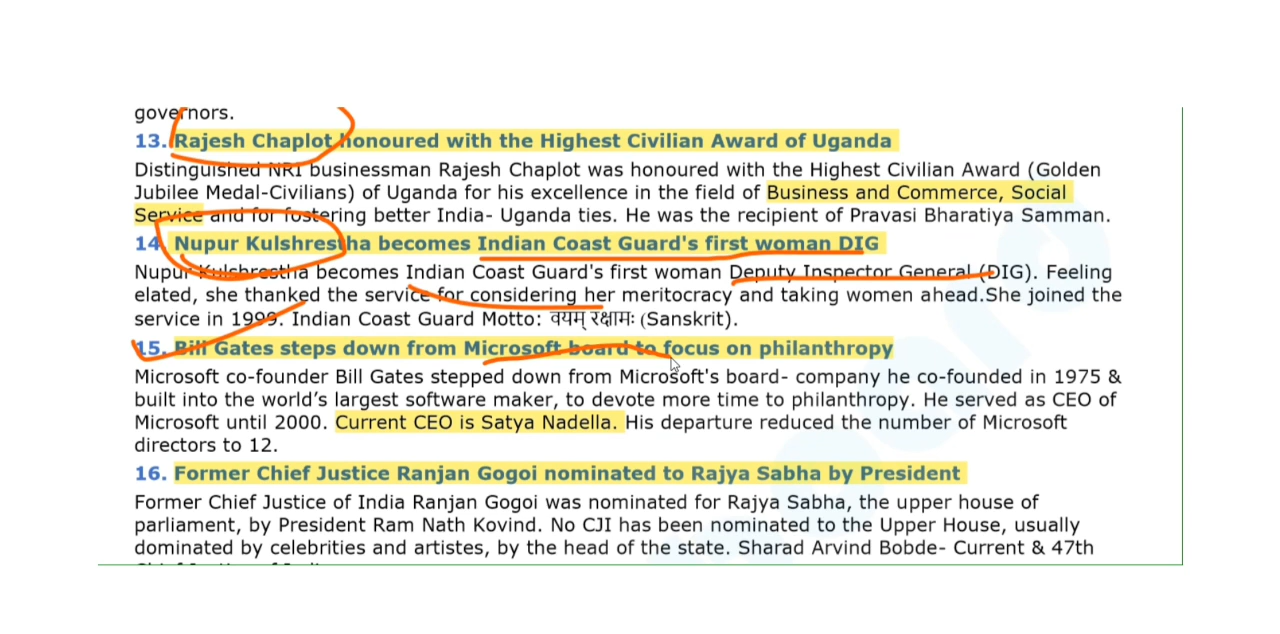 governors.
13. Rajesh Chaplot honoured with the Highest Civilian Award of Uganda
Distinguished NRI businessman Rajesh Chaplot was honoured with the Highest Civilian Award (Golden
Jubilee Medal-Civilians) of Uganda for his excellence in the field of Business and Commerce, Social
Service and for fostering better India- Uganda ties. He was the recipient of Pravasi Bharatiya Samman.
14. Nupur Kulshrestha becomes Indian Coast Guard's first woman DIG
Nupur Kulshrestha becomes Indian Coast Guard's first woman Deputy Inspector General (DIG). Feeling
elated, she thanked the service for considering her meritocracy and taking women ahead.She joined the
service in 1999. Indian Coast Guard Motto: वयम् रक्षामः (Sanskrit).
15. Bill Gates steps down from Microsoft board to focus on philanthropy
Microsoft co-founder Bill Gates stepped down from Microsoft's board- company he co-founded in 1975 &
built into the world’s largest software maker, to devote more time to philanthropy. He served as CEO of
Microsoft until 2000. Current CEO is Satya Nadella. His departure reduced the number of Microsoft
directors to 12.
16. Former Chief Justice Ranjan Gogoi nominated to Rajya Sabha by President
Former Chief Justice of India Ranjan Gogoi was nominated for Rajya Sabha, the upper house of
parliament, by President Ram Nath Kovind. No CJI has been nominated to the Upper House, usually
dominated by celebrities and artistes, by the head of the state. Sharad Arvind Bobde- Current & 47th